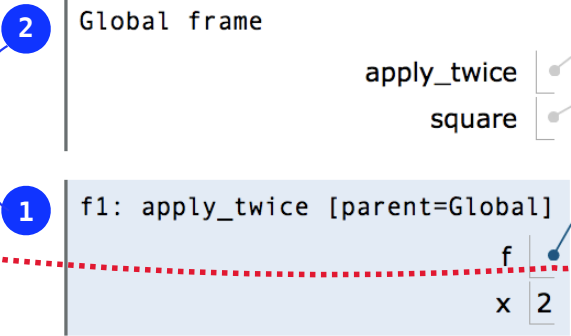 2
Global frame
apply_twice
square
1
f1: apply_twice [parent=Global]
f
x 2